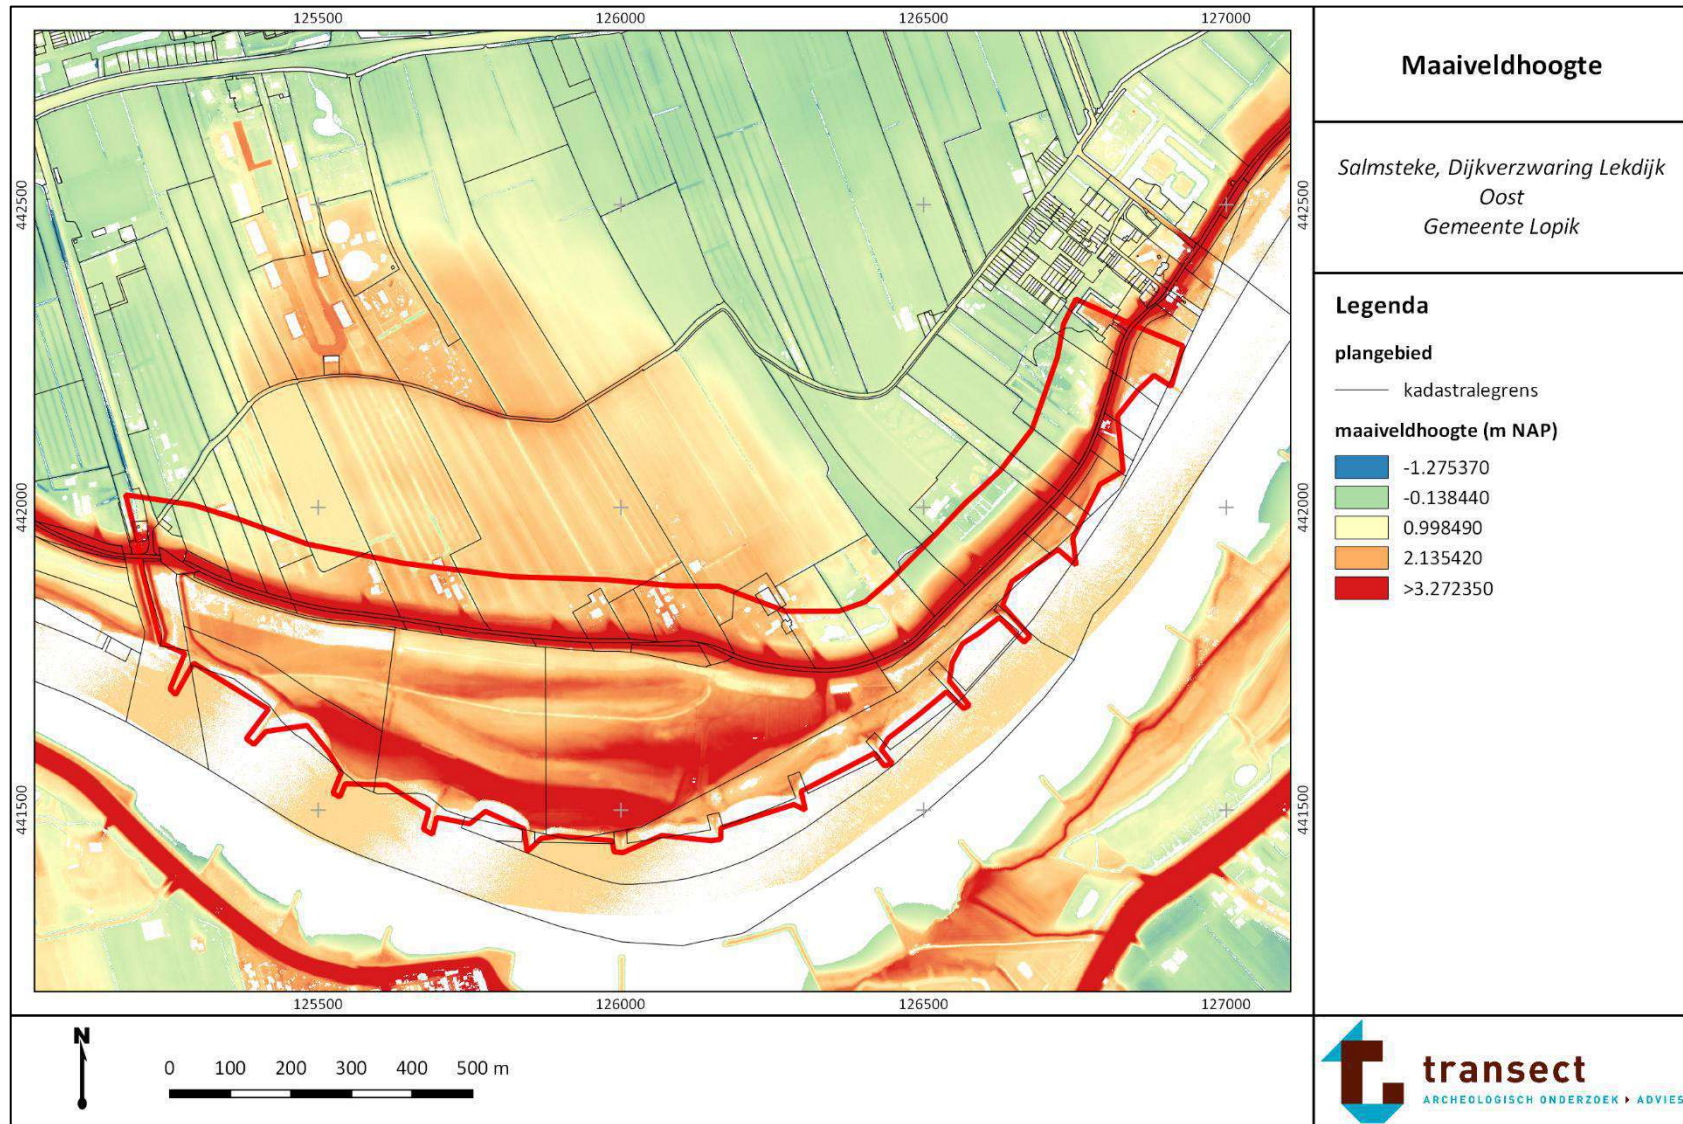 125500 126000 126500 127000
442500 442500
442000 442000
441500 441500
125500 126000 126500 127000
Maaiveldhoogte
Salmsteke, Dijkverzwaring Lekdijk
Oost
Gemeente Lopik
Legenda
plangebied
kadastralegrens
maaiveldhoogte (m NAP)
-1.275370
-0.138440
0.998490
2.135420
>3.272350
N
0 100 200 300 400 500 m
transect
ARCHEOLOGISCH ONDERZOEK ▸ ADVIES